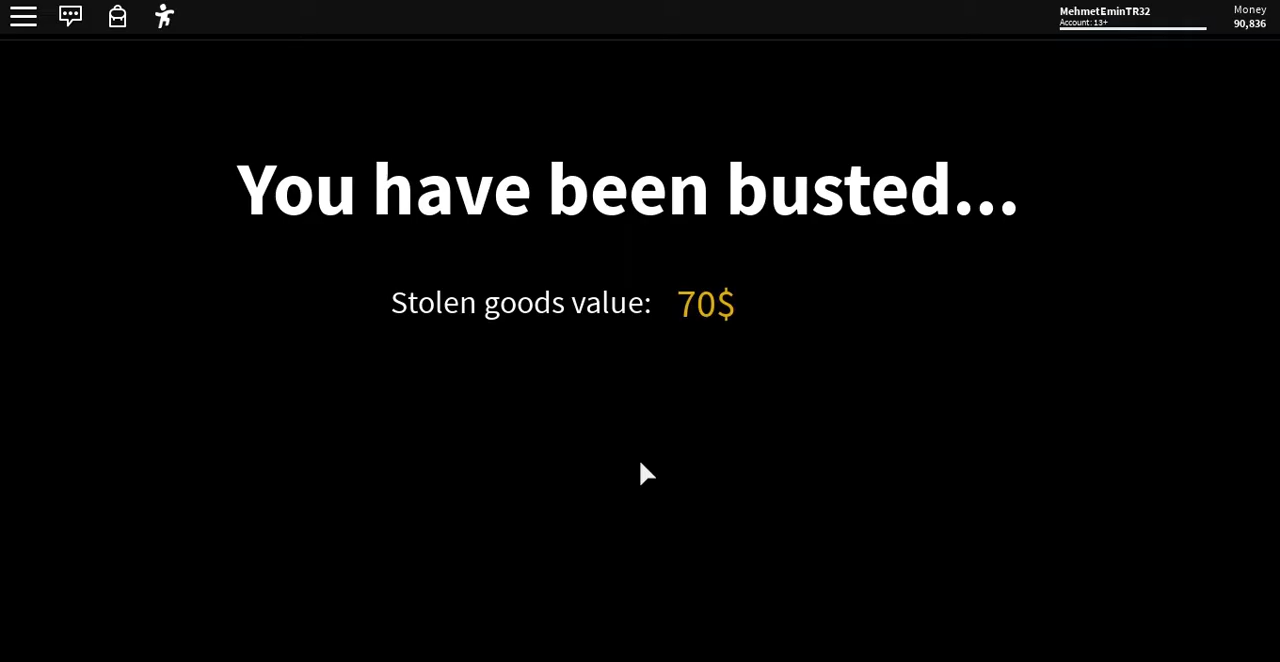 MehmetEminTR32
Account: 13+
Money
90,836
You have been busted...
Stolen goods value: 70$